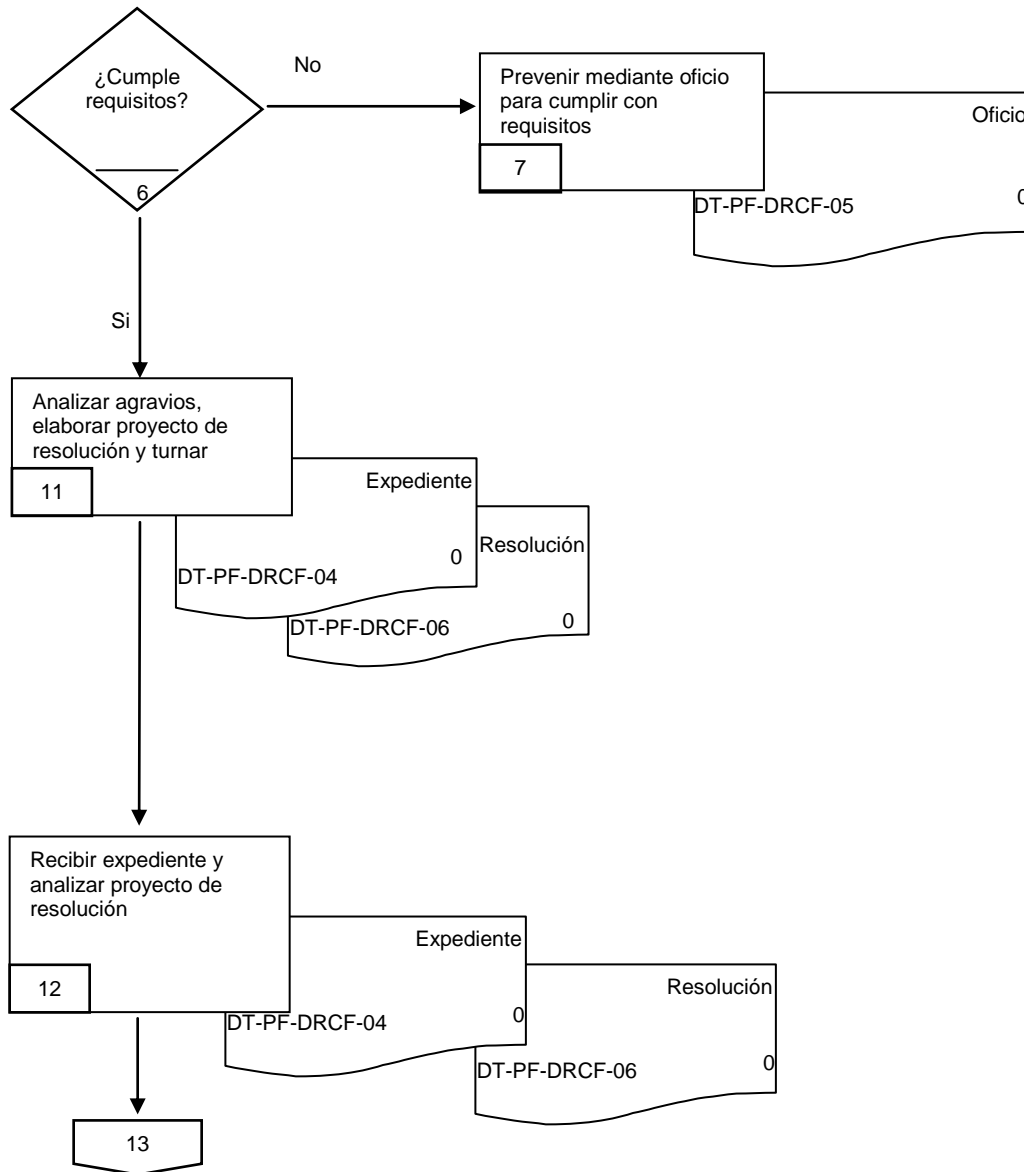 ¿Cumple
requisitos?
6
No
Prevenir mediante oficio
para cumplir con
requisitos
7
Oficio
0
DT-PF-DRCF-05
Si
Analizar agravios,
elaborar proyecto de
resolución y turnar
11
Expediente
0
DT-PF-DRCF-04
Resolución
0
DT-PF-DRCF-06
Recibir expediente y
analizar proyecto de
resolución
12
Expediente
0
DT-PF-DRCF-04
Resolución
0
DT-PF-DRCF-06
13